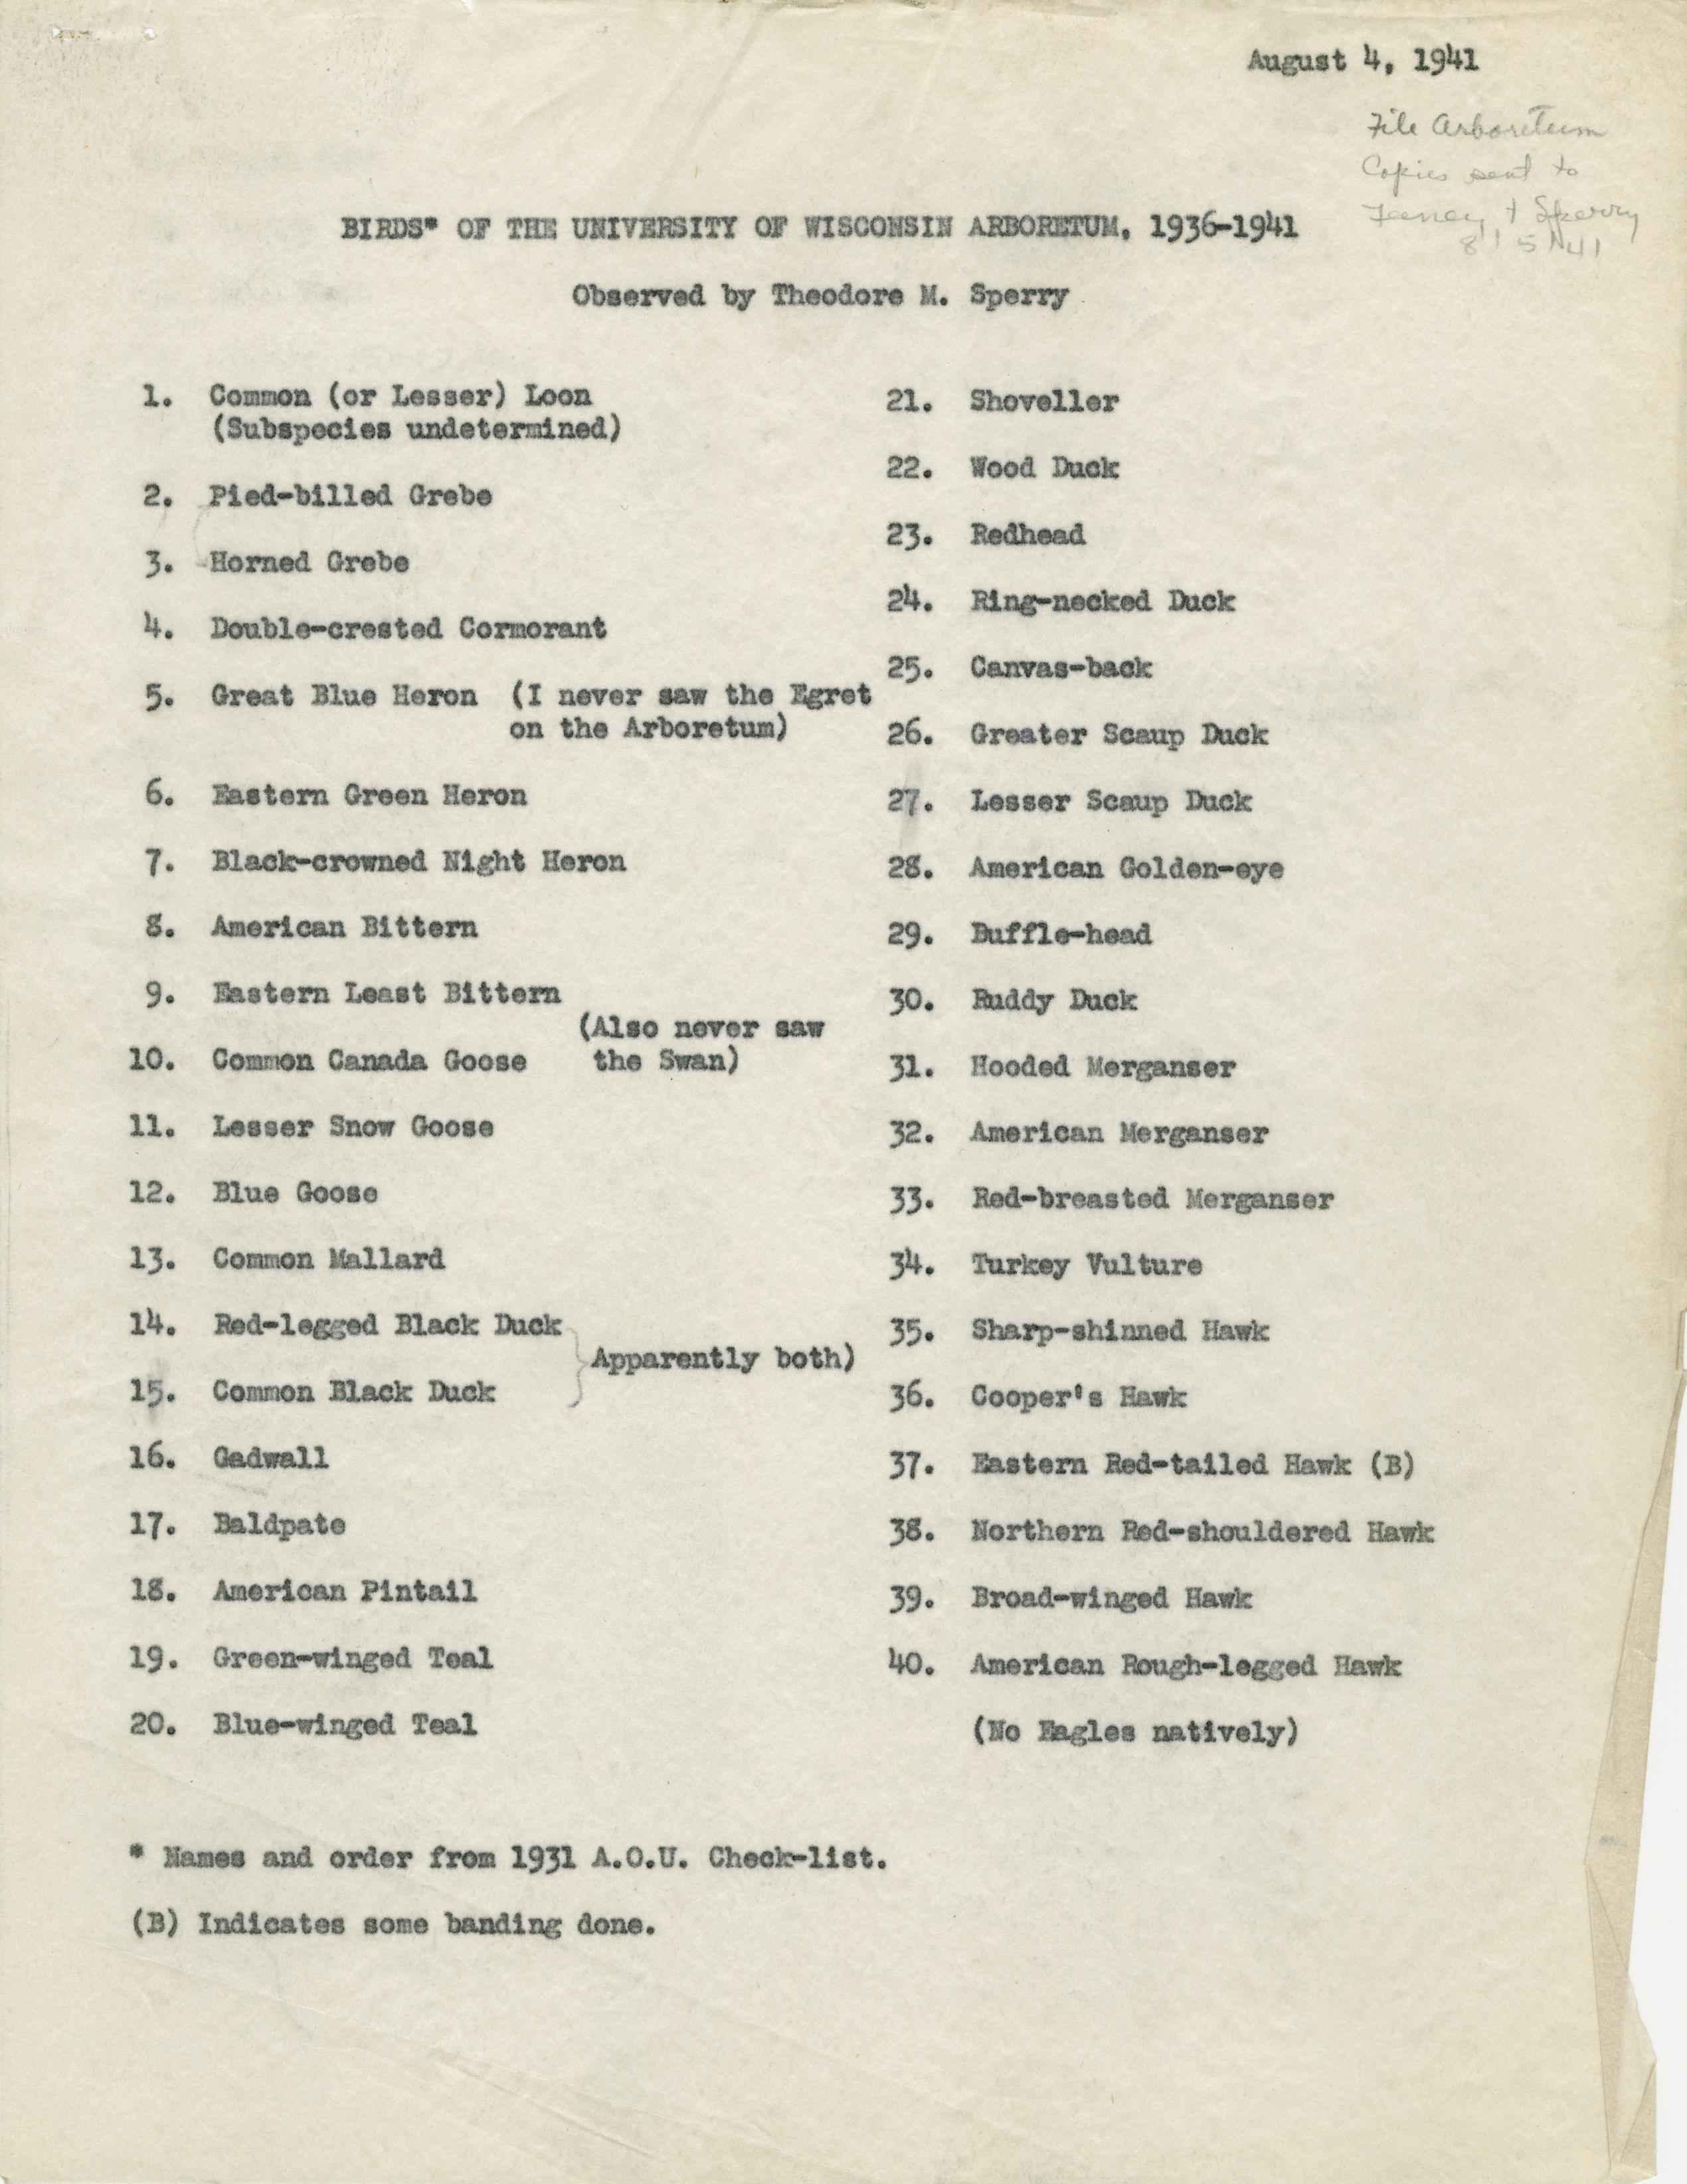 August 4, 1941
File Arboretum
Copies sent to
Feeney + Sperry
8/5/41
BIRDS* OF THE UNIVERSITY OF WISCONSIN ARBORETUM, 1936-1941
Observed by Theodore M. Sperry
1. Common (or Lesser) Loon
(Subspecies undetermined)
2. Pied-billed Grebe
3. Horned Grebe
4. Double-crested Cormorant
5. Great Blue Heron (I never saw the Egret
on the Arboretum)
6. Eastern Green Heron
7. Black-crowned Night Heron
8. American Bittern
9. Eastern Least Bittern
(Also never saw
10. Common Canada Goose the Swan)
11. Lesser Snow Goose
12. Blue Goose
13. Common Mallard
14. Red-legged Black Duck
Apparently both)
15. Common Black Duck
16. Gadwall
17. Baldpate
18. American Pintail
19. Green-winged Teal
20. Blue-winged Teal
21. Shoveller
22. Wood Duck
23. Redhead
24. Ring-necked Duck
25. Canvas-back
26. Greater Scaup Duck
27. Lesser Scaup Duck
28. American Golden-eye
29. Buffle-head
30. Ruddy Duck
31. Hooded Merganser
32. American Merganser
33. Red-breasted Merganser
34. Turkey Vulture
35. Sharp-shinned Hawk
36. Cooper's Hawk
37. Eastern Red-tailed Hawk (B)
38. Northern Red-shouldered Hawk
39. Broad-winged Hawk
40. American Rough-legged Hawk
(No Eagles natively)
* Names and order from 1931 A.O.U. Check-list.
(B) Indicates some banding done.